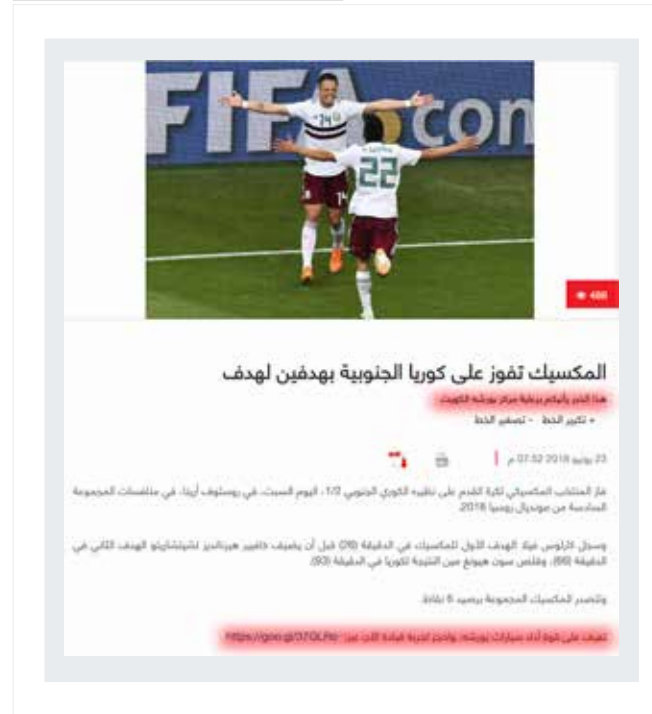 FIFA.com
14
14
22
488
المكسيك تفوز على كوريا الجنوبية بهدفين لهدف
هذا الخبر يأتيكم برعاية مركز بورشه الكويت
+ تكبير الخط - تصغير الخط
23 يونيو 2018 07:52 م
فاز المنتخب المكسيكي لكرة القدم على نظيره الكوري الجنوبي 1/2، اليوم السبت، في روستوف أرينا، في منافسات المجموعة
السادسة من مونديال روسيا 2018.
وسجل كارلوس فيلا الهدف الأول للمكسيك في الدقيقة (26) قبل أن يضيف خافيير هيرنانديز تشيتشاريتو الهدف الثاني في
الدقيقة (66)، وقلص سون هيونغ مين النتيجة لكوريا في الدقيقة (93).
وتتصدر المكسيك المجموعة برصيد 6 نقاط.
تعرف على قوة أداء سيارات بورشه، واحجز تجربة قيادة الآن عبر: